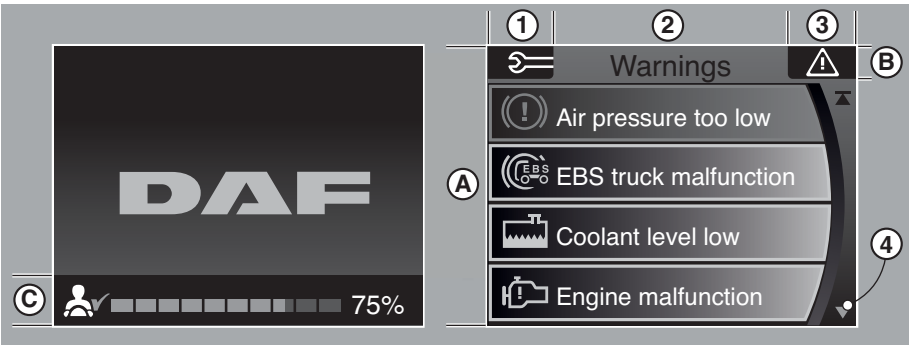 1
2
3
Warnings
B
Air pressure too low
DAF
A
EBS
EBS truck malfunction
Coolant level low
4
C
75%
Engine malfunction